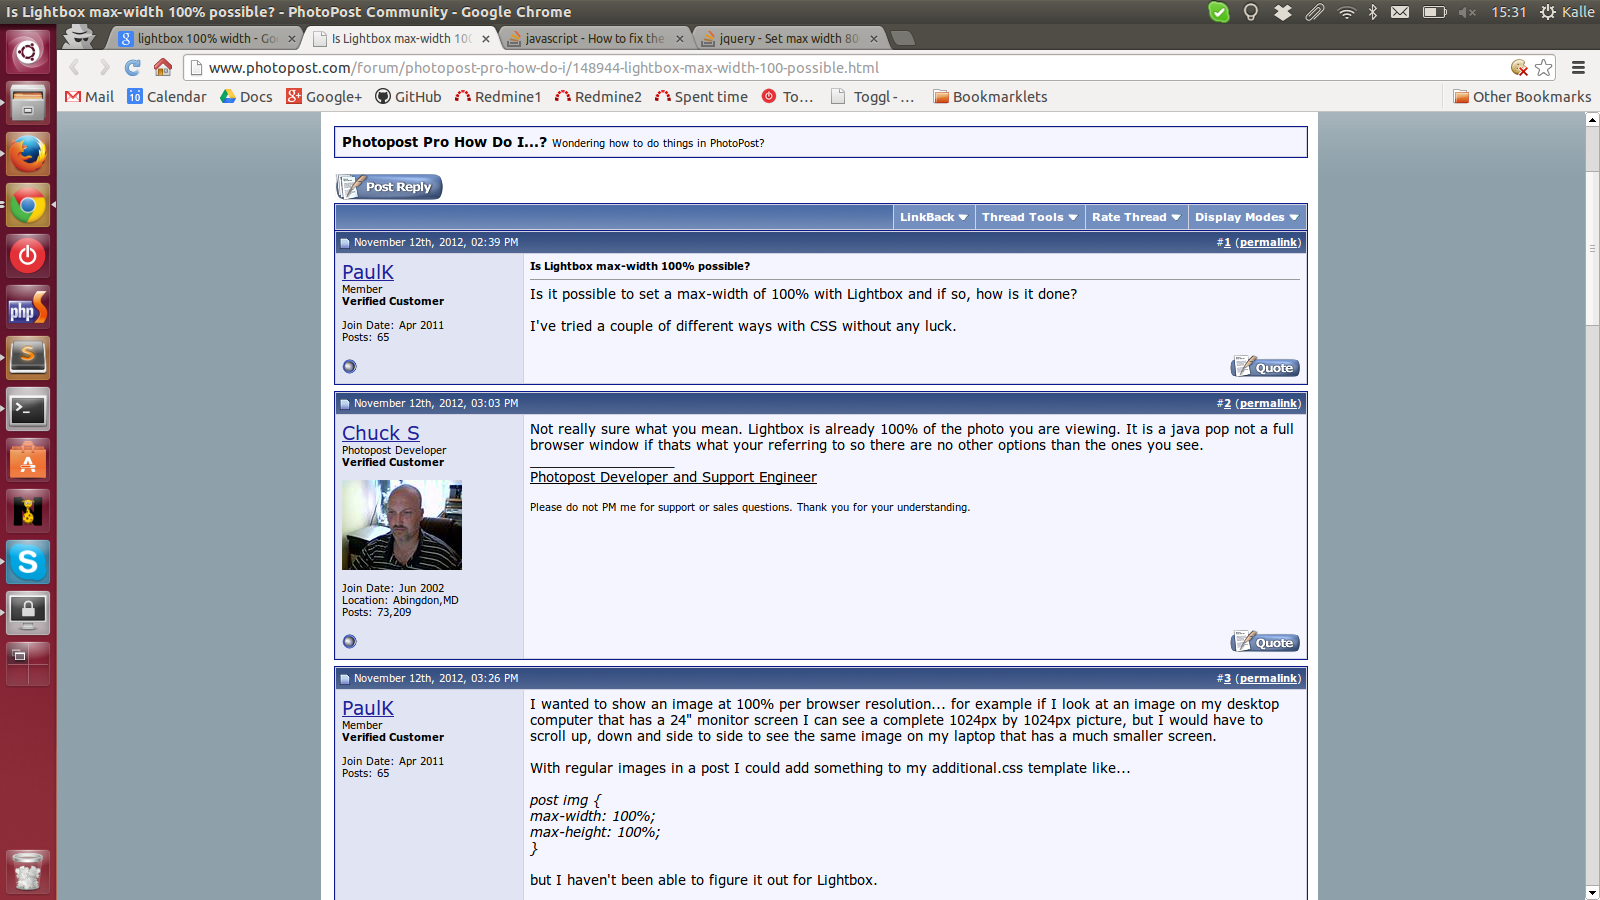 Is Lightbox max-width 100% possible? - PhotoPost Community - Google Chrome
15:31
Kalle
lightbox 100% width - Go
Is Lightbox max-width 100
javascript - How to fix the
jquery - Set max width 80
www.photopost.com/forum/photopost-pro-how-do-i/148944-lightbox-max-width-100-possible.html
Mail
10
Calendar
Docs
Google+
GitHub
Redmine1
Redmine2
Spent time
To...
Toggl - ...
Bookmarklets
Other Bookmarks
Photopost Pro How Do I...? Wondering how to do things in PhotoPost?
Post Reply
LinkBack
Thread Tools
Rate Thread
Display Modes
November 12th, 2012, 02:39 PM
#1 (permalink)
PaulK
Member
Verified Customer
Join Date: Apr 2011
Posts: 65
Is Lightbox max-width 100% possible?
Is it possible to set a max-width of 100% with Lightbox and if so, how is it done?
I've tried a couple of different ways with CSS without any luck.
Quote
November 12th, 2012, 03:03 PM
#2 (permalink)
Chuck S
Photopost Developer
Verified Customer
Join Date: Jun 2002
Location: Abingdon,MD
Posts: 73,209
Not really sure what you mean. Lightbox is already 100% of the photo you are viewing. It is a java pop not a full
browser window if thats what your referring to so there are no other options than the ones you see.
__________________
Photopost Developer and Support Engineer
Please do not PM me for support or sales questions. Thank you for your understanding.
Quote
November 12th, 2012, 03:26 PM
#3 (permalink)
PaulK
Member
Verified Customer
Join Date: Apr 2011
Posts: 65
I wanted to show an image at 100% per browser resolution... for example if I look at an image on my desktop
computer that has a 24" monitor screen I can see a complete 1024px by 1024px picture, but I would have to
scroll up, down and side to side to see the same image on my laptop that has a much smaller screen.
With regular images in a post I could add something to my additional.css template like...
post img {
max-width: 100%;
max-height: 100%;
}
but I haven't been able to figure it out for Lightbox.